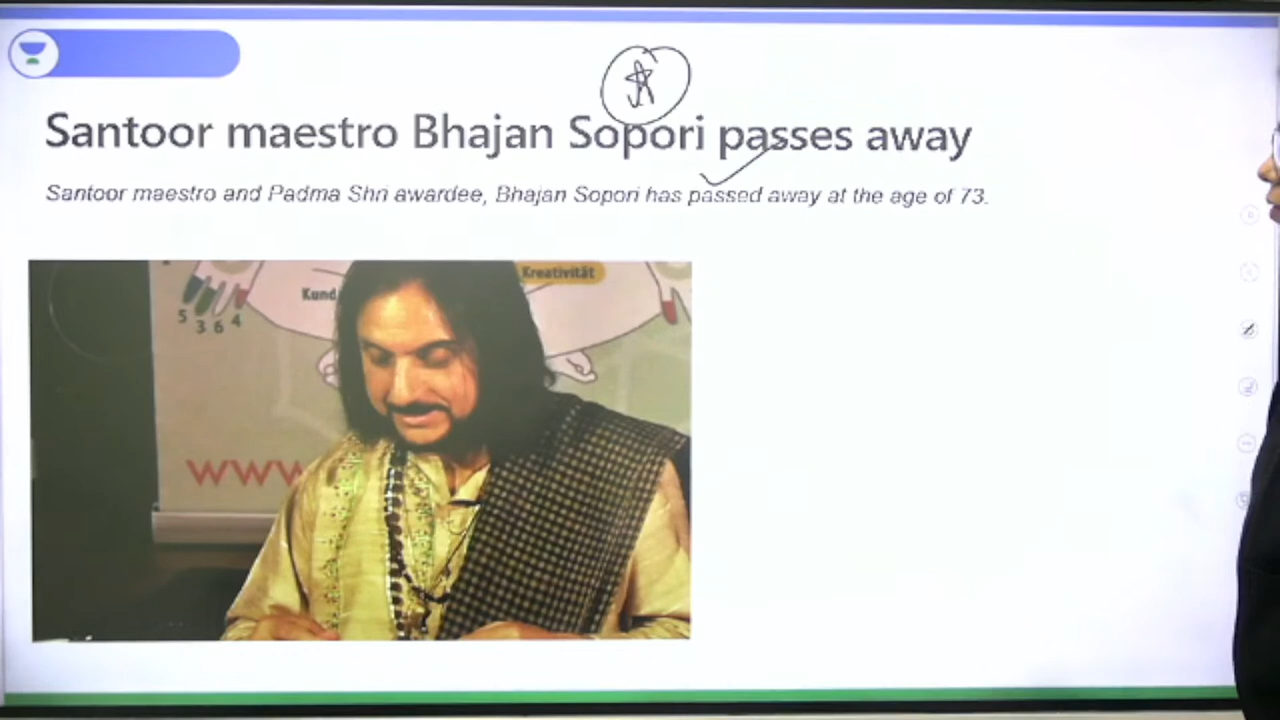 Santoor maestro Bhajan Sopori passes away
Santoor maestro and Padma Shri awardee, Bhajan Sopori has passed away at the age of 73.
Kreativität
Kund
5 3 6 4
WWW.